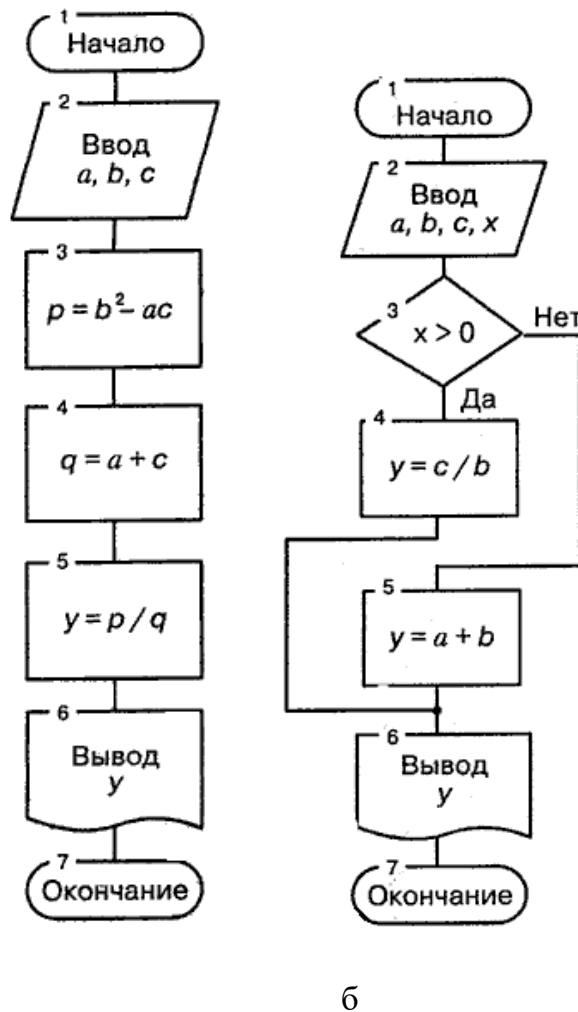 1
Начало
2
Ввод
a, b, c
3
p = b² – ac
4
q = a + c
5
y = p / q
6
Вывод
y
7
Окончание
1
Начало
2
Ввод
a, b, c, x
3
x > 0
Нет
Да
4
y = c / b
5
y = a + b
6
Вывод
y
7
Окончание
б